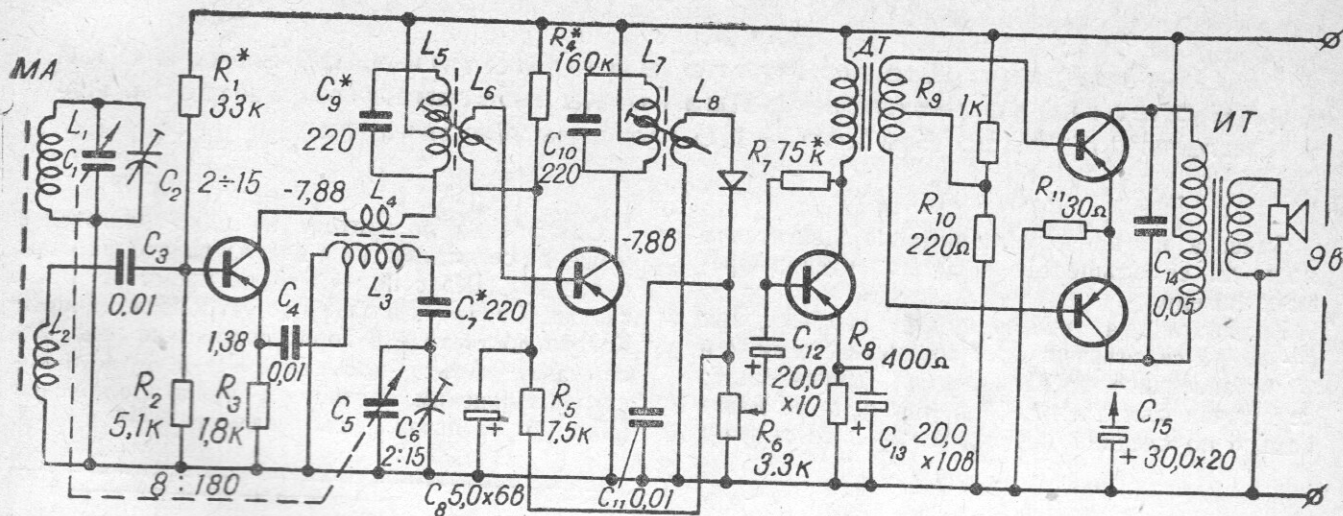 МА
L₁
C₁
C₂
R₁*
33к
2÷15
C₃
0,01
L₂
R₂
5,1к
8÷180
-7,88
1,38
C₄
0,01
R₃
1,8к
L₄
L₃
C₉*
220
L₅
L₆
C₇* 220
C₅
C₆
2:15
C₈ 5,0х6в
R₄*
160к
C₁₀
220
L₇
L₈
-7,8в
R₅
7,5к
C₁₁ 0,01
R₇ 75*к
C₁₂
20,0
х10
R₆
3.3к
R₈
400Ω
C₁₃
20,0
х10в
ДТ
R₉
1к
R₁₀
220Ω
R₁₁ 30Ω
C₁₄
0,05
ИТ
9в
C₁₅
+ 30,0х20